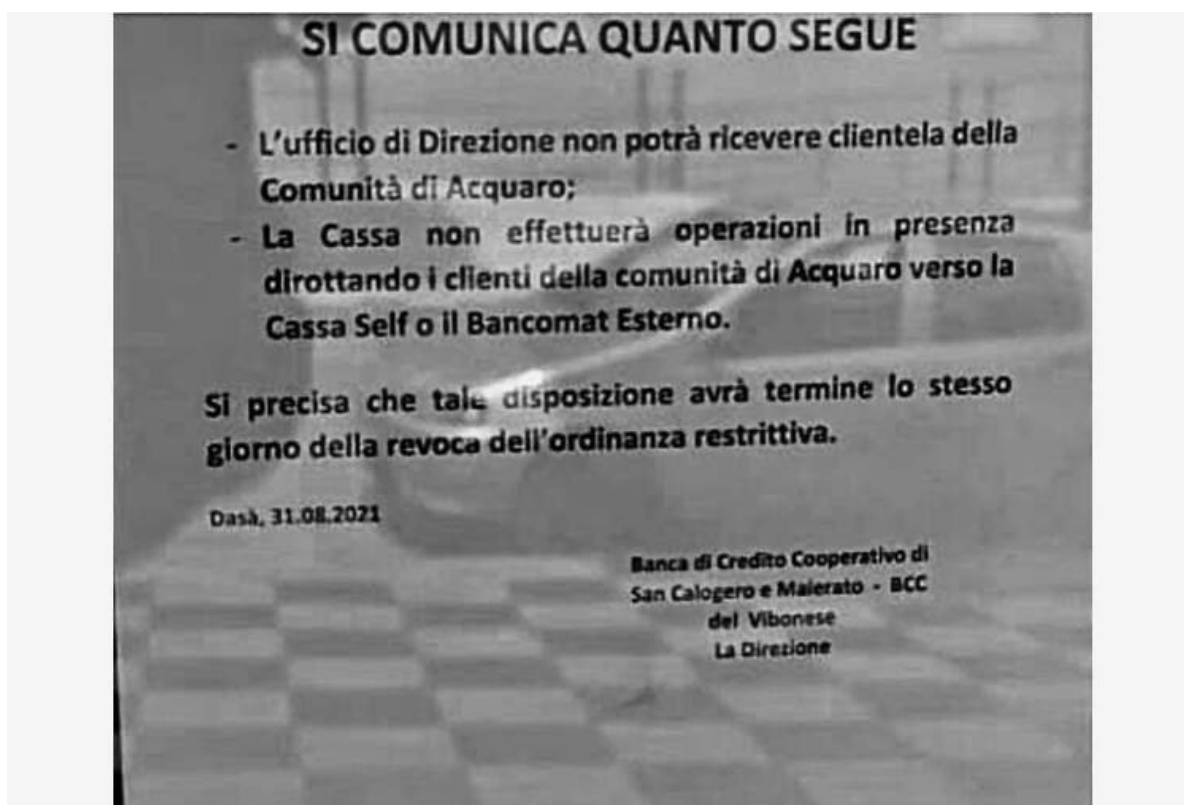 SI COMUNICA QUANTO SEGUE
- L'ufficio di Direzione non potrà ricevere clientela della
Comunità di Acquaro;
- La Cassa non effettuerà operazioni in presenza
dirottando i clienti della comunità di Acquaro verso la
Cassa Self o il Bancomat Esterno.
Si precisa che tale disposizione avrà termine lo stesso
giorno della revoca dell'ordinanza restrittiva.
Dasà, 31.08.2021
Banca di Credito Cooperativo di
San Calogero e Maierato - BCC
del Vibonese
La Direzione